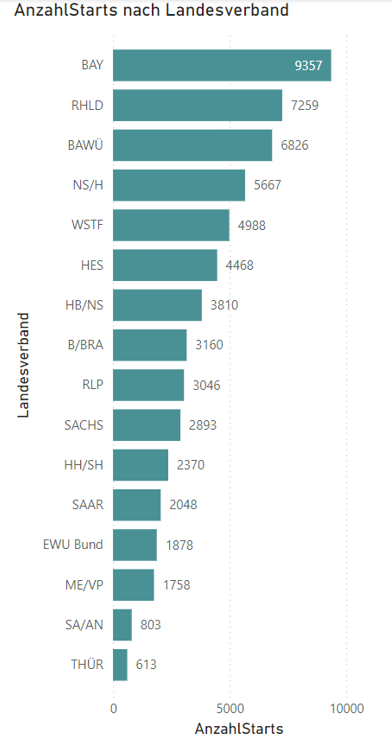 AnzahlStarts nach Landesverband
BAY 9357
RHLD 7259
BAWÜ 6826
NS/H 5667
WSTF 4988
HES 4468
HB/NS 3810
B/BRA 3160
RLP 3046
SACHS 2893
HH/SH 2370
SAAR 2048
EWU Bund 1878
ME/VP 1758
SA/AN 803
THÜR 613
Landesverband
0 5000 10000
AnzahlStarts